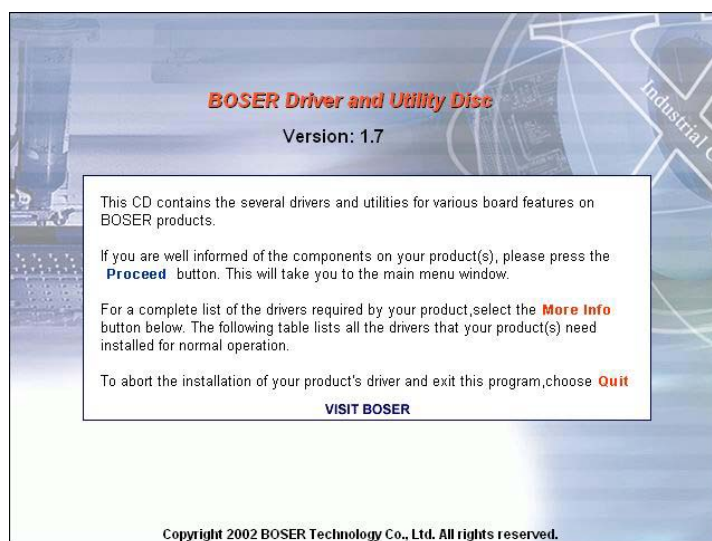 BOSER Driver and Utility Disc
Version: 1.7
Industrial C
This CD contains the several drivers and utilities for various board features on
BOSER products.
If you are well informed of the components on your product(s), please press the
Proceed button. This will take you to the main menu window.
For a complete list of the drivers required by your product,select the More Info
button below. The following table lists all the drivers that your product(s) need
installed for normal operation.
To abort the installation of your product's driver and exit this program,choose Quit
VISIT BOSER
Copyright 2002 BOSER Technology Co., Ltd. All rights reserved.